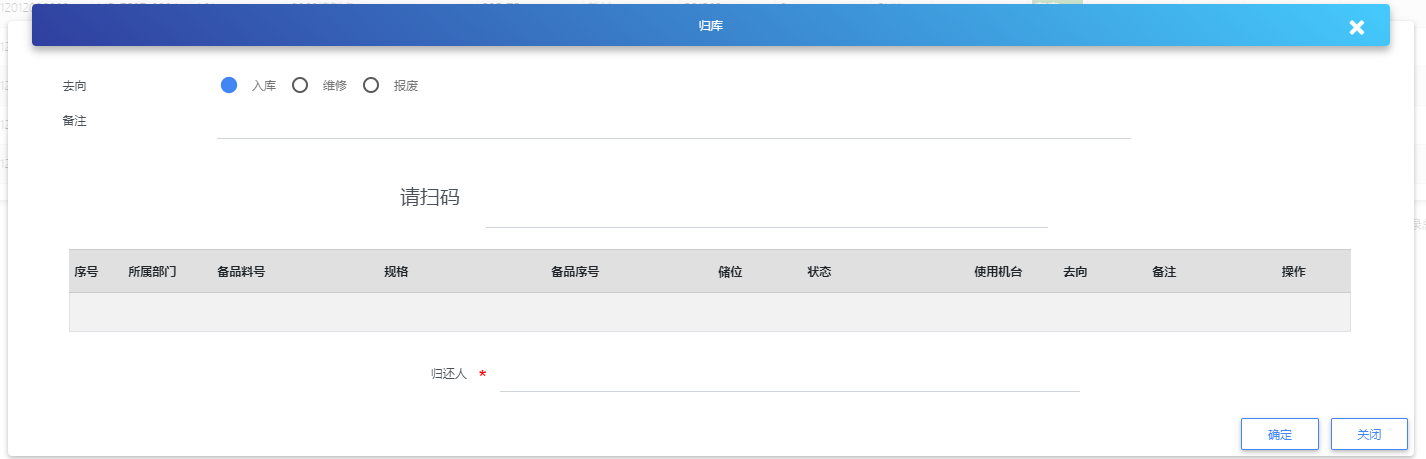 归库
去向 入库 维修 报废
备注
请扫码
序号 所属部门 备品料号 规格 备品序号 储位 状态 使用机台 去向 备注 操作
归还人 *
确定 关闭